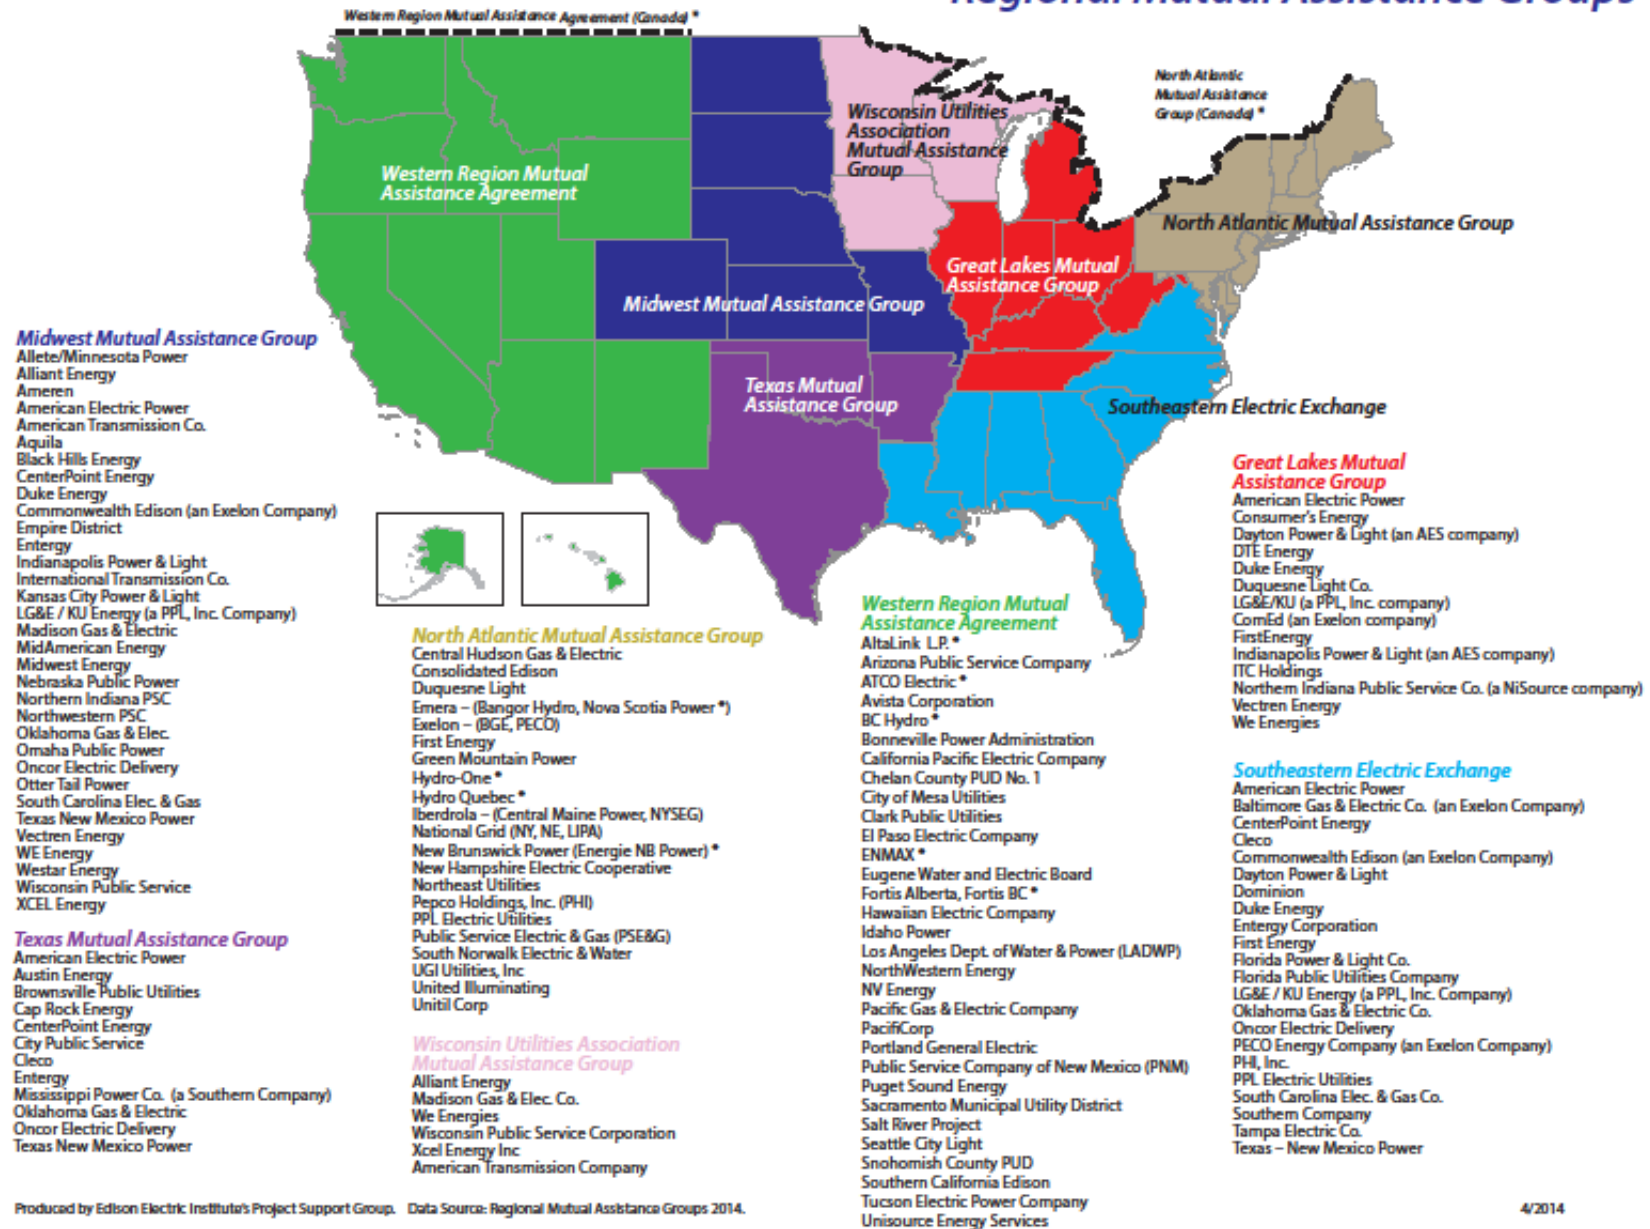 Regional Mutual Assistance Groups
Western Region Mutual Assistance Agreement (Canada) *
North Atlantic
Mutual Assistance
Group (Canada) *
Wisconsin Utilities
Association
Mutual Assistance
Group
Western Region Mutual
Assistance Agreement
North Atlantic Mutual Assistance Group
Great Lakes Mutual
Assistance Group
Midwest Mutual Assistance Group
Texas Mutual
Assistance Group
Southeastern Electric Exchange
Midwest Mutual Assistance Group
Allete/Minnesota Power
Alliant Energy
Ameren
American Electric Power
American Transmission Co.
Aquila
Black Hills Energy
CenterPoint Energy
Duke Energy
Commonwealth Edison (an Exelon Company)
Empire District
Entergy
Indianapolis Power & Light
International Transmission Co.
Kansas City Power & Light
LG&E / KU Energy (a PPL, Inc. Company)
Madison Gas & Electric
MidAmerican Energy
Midwest Energy
Nebraska Public Power
Northern Indiana PSC
Northwestern PSC
Oklahoma Gas & Elec.
Omaha Public Power
Oncor Electric Delivery
Otter Tail Power
South Carolina Elec. & Gas
Texas New Mexico Power
Vectren Energy
WE Energy
Westar Energy
Wisconsin Public Service
XCEL Energy
Texas Mutual Assistance Group
American Electric Power
Austin Energy
Brownsville Public Utilities
Cap Rock Energy
CenterPoint Energy
City Public Service
Cleco
Entergy
Mississippi Power Co. (a Southern Company)
Oklahoma Gas & Electric
Oncor Electric Delivery
Texas New Mexico Power
North Atlantic Mutual Assistance Group
Central Hudson Gas & Electric
Consolidated Edison
Duquesne Light
Emera – (Bangor Hydro, Nova Scotia Power *)
Exelon – (BGE, PECO)
First Energy
Green Mountain Power
Hydro-One *
Hydro Quebec *
Iberdrola – (Central Maine Power, NYSEG)
National Grid (NY, NE, LIPA)
New Brunswick Power (Energie NB Power) *
New Hampshire Electric Cooperative
Northeast Utilities
Pepco Holdings, Inc. (PHI)
PPL Electric Utilities
Public Service Electric & Gas (PSE&G)
South Norwalk Electric & Water
UGI Utilities, Inc
United Illuminating
Unitil Corp
Wisconsin Utilities Association
Mutual Assistance Group
Alliant Energy
Madison Gas & Elec. Co.
We Energies
Wisconsin Public Service Corporation
Xcel Energy Inc
American Transmission Company
Western Region Mutual
Assistance Agreement
AltaLink L.P. *
Arizona Public Service Company
ATCO Electric *
Avista Corporation
BC Hydro *
Bonneville Power Administration
California Pacific Electric Company
Chelan County PUD No. 1
City of Mesa Utilities
Clark Public Utilities
El Paso Electric Company
ENMAX *
Eugene Water and Electric Board
Fortis Alberta, Fortis BC *
Hawaiian Electric Company
Idaho Power
Los Angeles Dept. of Water & Power (LADWP)
NorthWestern Energy
NV Energy
Pacific Gas & Electric Company
PacifiCorp
Portland General Electric
Public Service Company of New Mexico (PNM)
Puget Sound Energy
Sacramento Municipal Utility District
Salt River Project
Seattle City Light
Snohomish County PUD
Southern California Edison
Tucson Electric Power Company
Unisource Energy Services
Great Lakes Mutual
Assistance Group
American Electric Power
Consumer's Energy
Dayton Power & Light (an AES company)
DTE Energy
Duke Energy
Duquesne Light Co.
LG&E/KU (a PPL, Inc. company)
ComEd (an Exelon company)
FirstEnergy
Indianapolis Power & Light (an AES company)
ITC Holdings
Northern Indiana Public Service Co. (a NiSource company)
Vectren Energy
We Energies
Southeastern Electric Exchange
American Electric Power
Baltimore Gas & Electric Co. (an Exelon Company)
CenterPoint Energy
Cleco
Commonwealth Edison (an Exelon Company)
Dayton Power & Light
Dominion
Duke Energy
Entergy Corporation
First Energy
Florida Power & Light Co.
Florida Public Utilities Company
LG&E / KU Energy (a PPL, Inc. Company)
Oklahoma Gas & Electric Co.
Oncor Electric Delivery
PECO Energy Company (an Exelon Company)
PHI, Inc.
PPL Electric Utilities
South Carolina Elec. & Gas Co.
Southern Company
Tampa Electric Co.
Texas – New Mexico Power
Produced by Edison Electric Institute's Project Support Group. Data Source: Regional Mutual Assistance Groups 2014.
4/2014